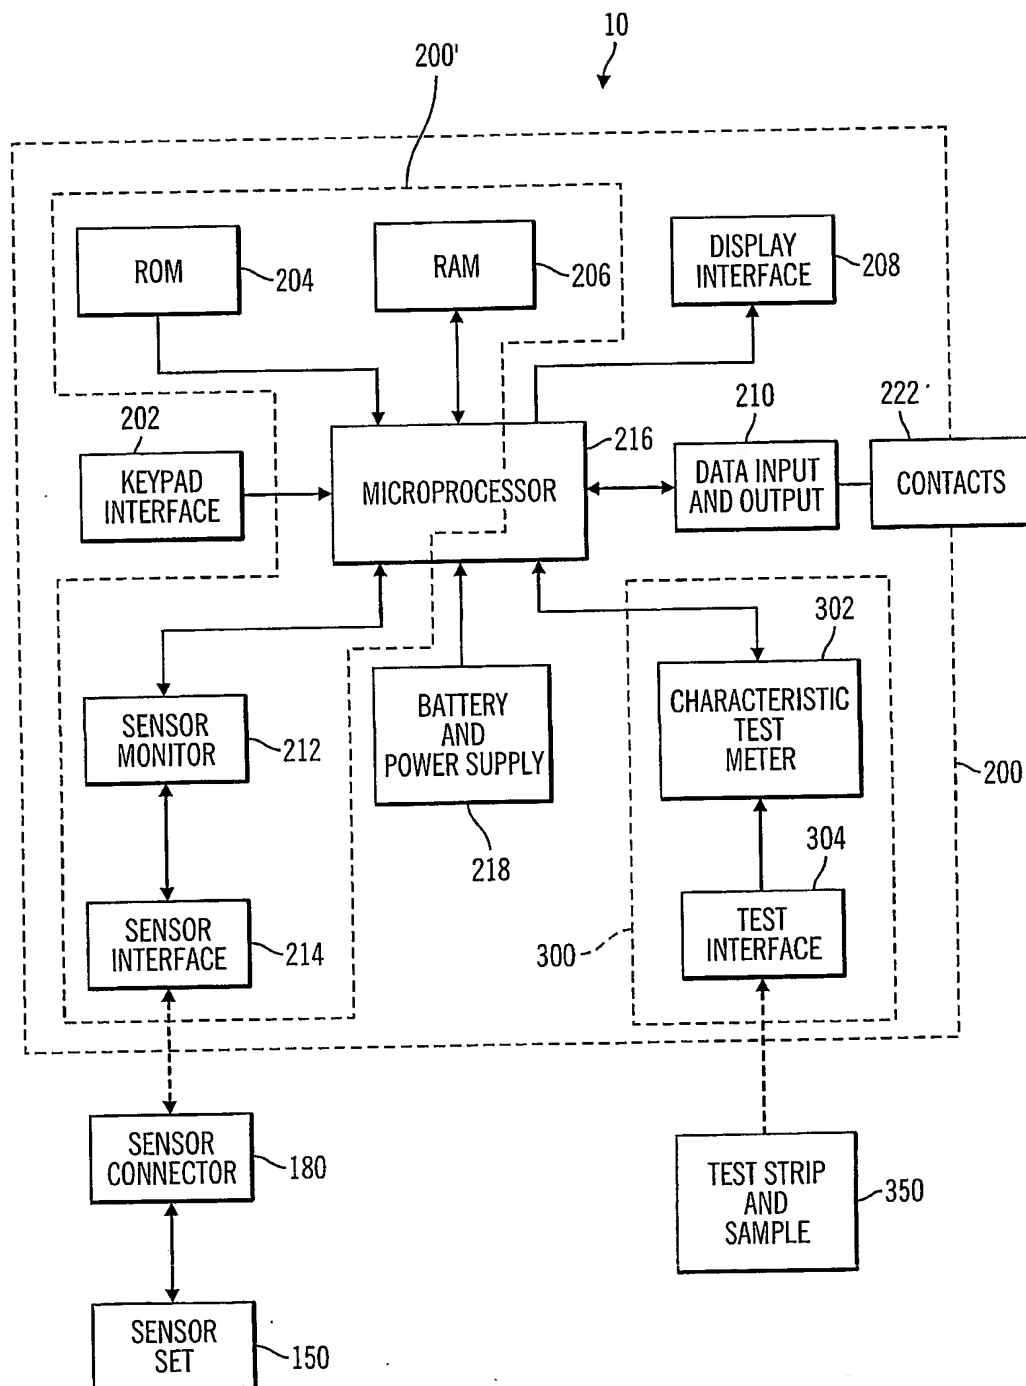 10
200'
ROM
204
RAM
206
DISPLAY
INTERFACE
208
202
KEYPAD
INTERFACE
MICROPROCESSOR
216
210
DATA INPUT
AND OUTPUT
222'
CONTACTS
SENSOR
MONITOR
212
BATTERY
AND
POWER SUPPLY
218
302
CHARACTERISTIC
TEST
METER
200
304
TEST
INTERFACE
300
SENSOR
INTERFACE
214
SENSOR
CONNECTOR
180
TEST STRIP
AND
SAMPLE
350
SENSOR
SET
150